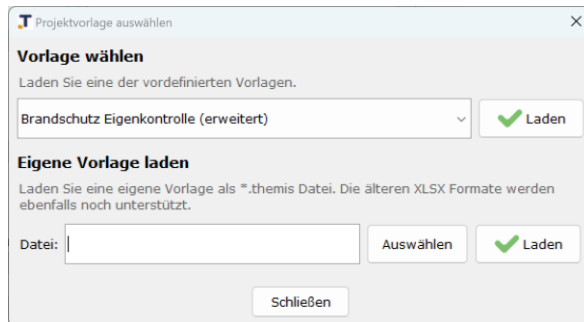 Projektvorlage auswählen
Vorlage wählen
Laden Sie eine der vordefinierten Vorlagen.
Brandschutz Eigenkontrolle (erweitert)
Laden
Eigene Vorlage laden
Laden Sie eine eigene Vorlage als *.themis Datei. Die älteren XLSX Formate werden
ebenfalls noch unterstützt.
Datei:
Auswählen
Laden
Schließen